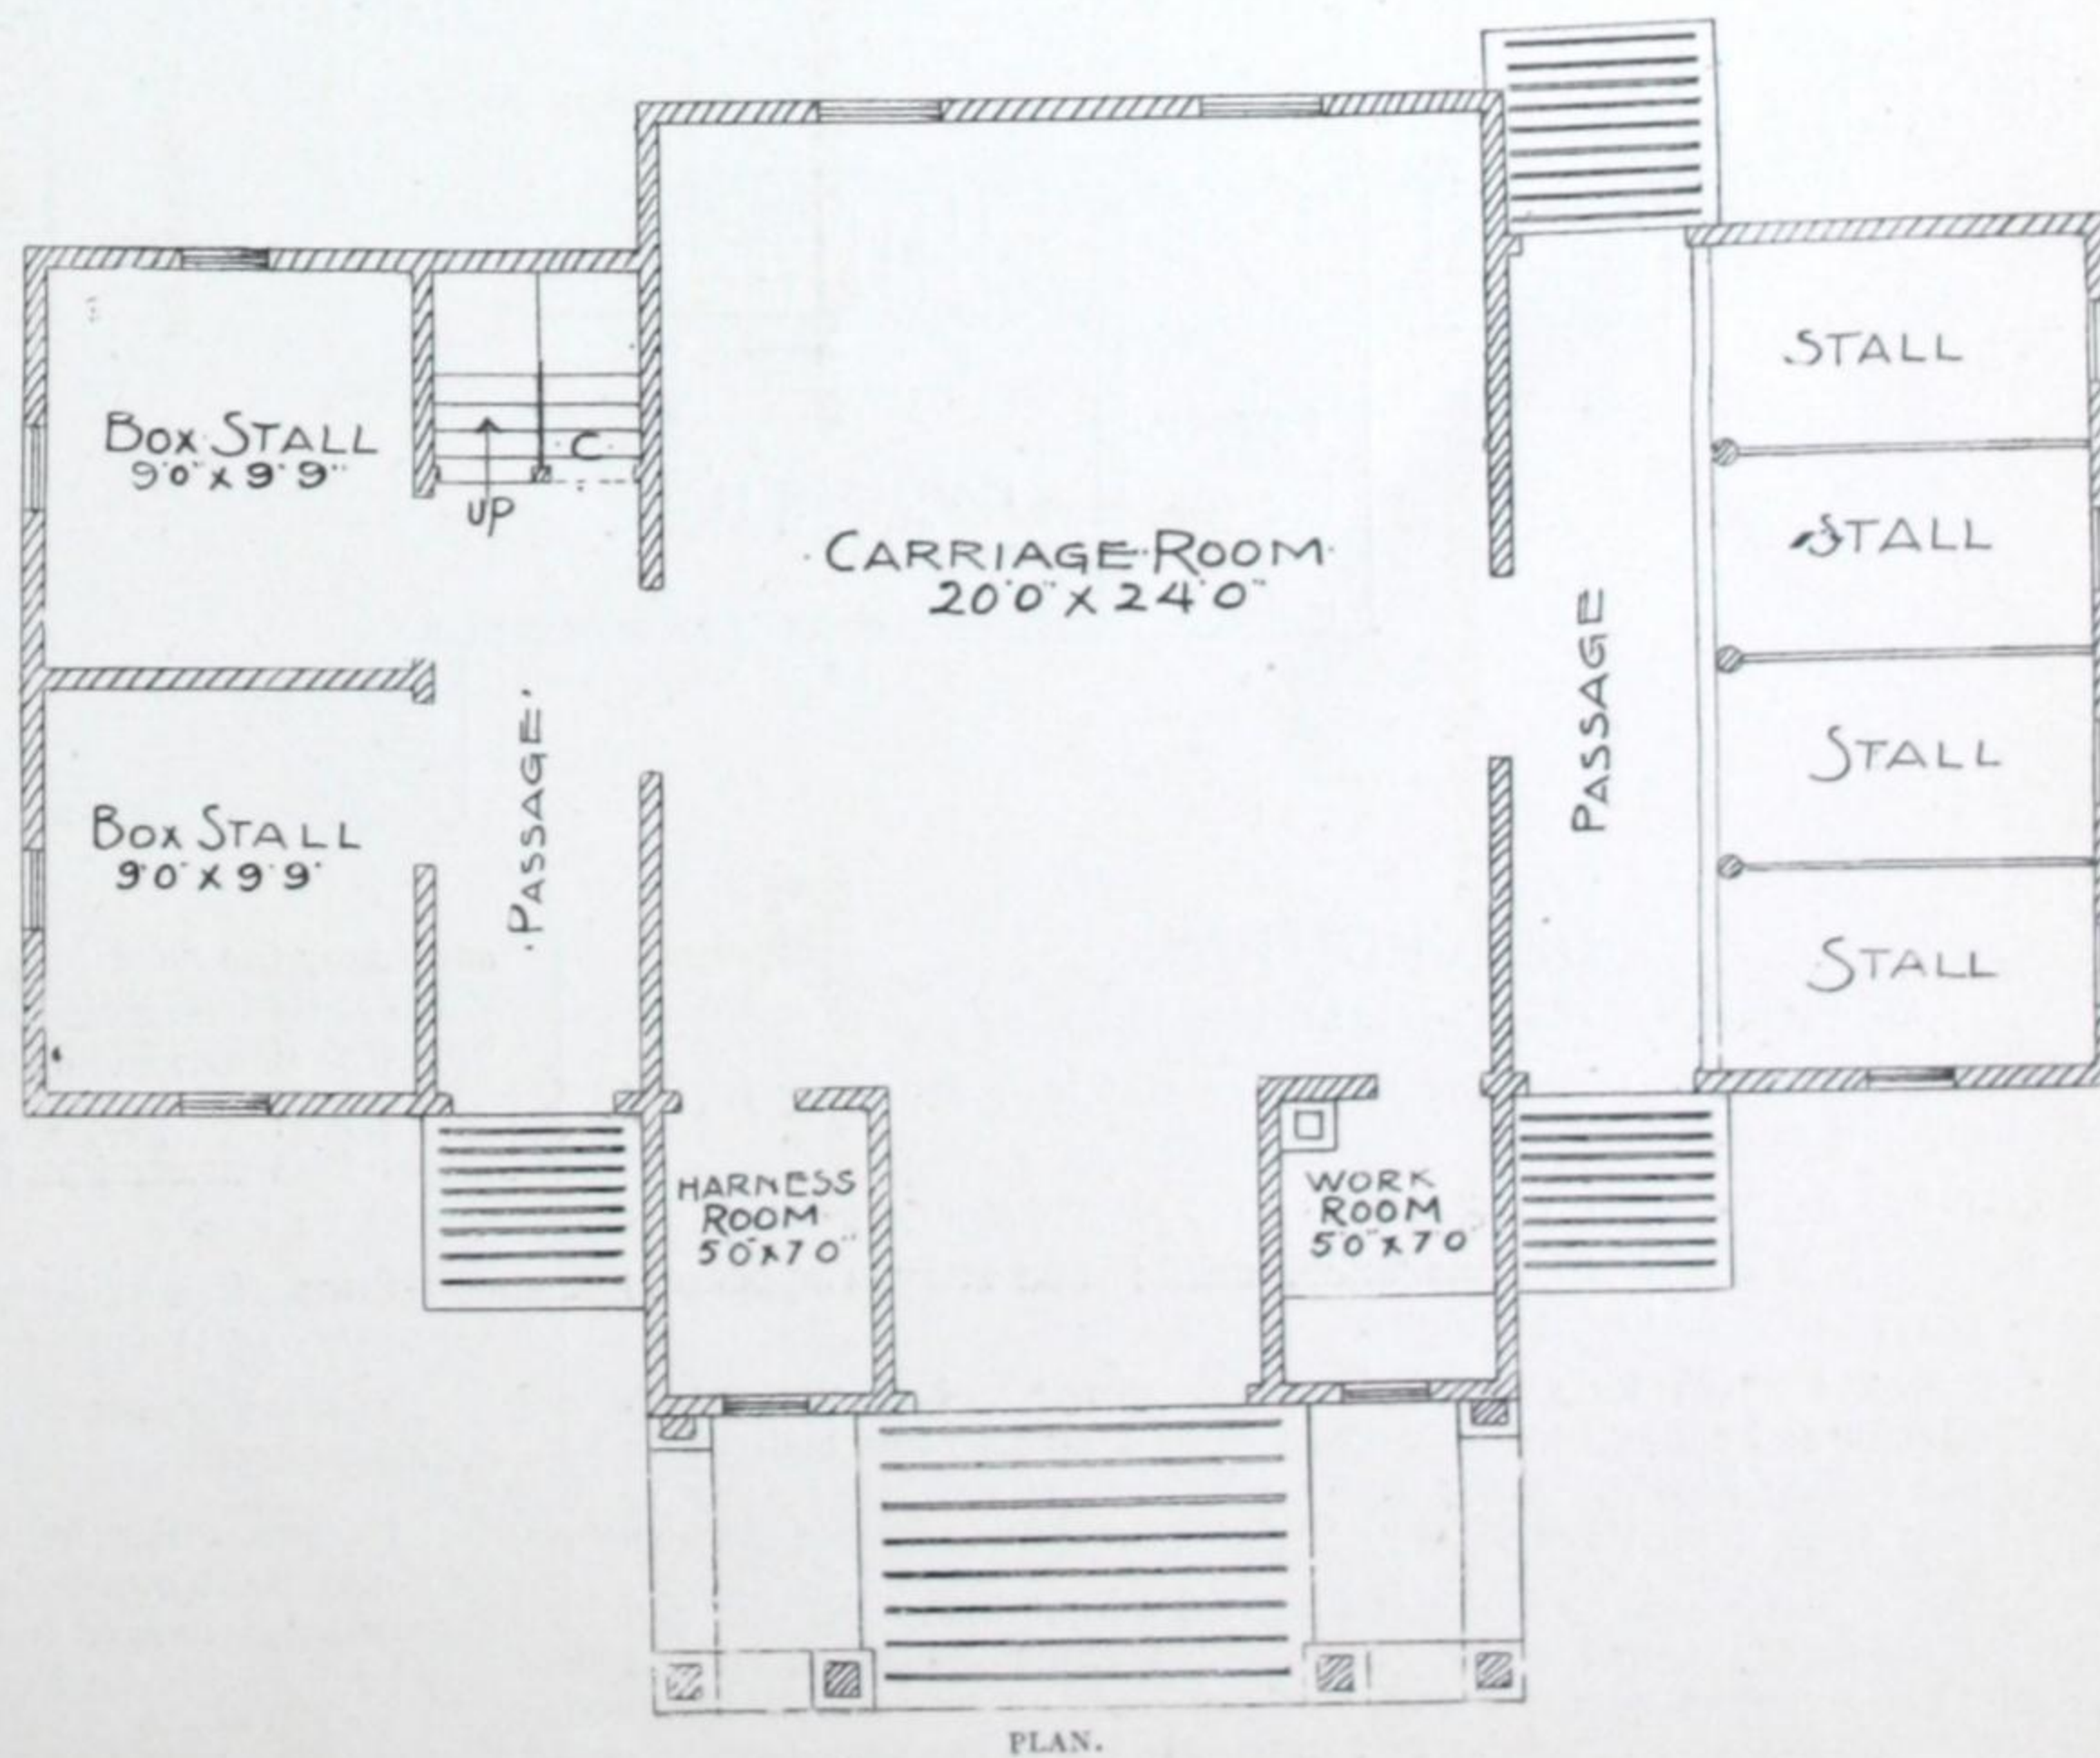 Box STALL
9'0" x 9'9"
UP
C
CARRIAGE·ROOM
20'0" X 24'0"
STALL
STALL
PASSAGE
STALL
STALL
Box STALL
9'0" X 9'9"
PASSAGE
HARNESS
ROOM
5'0" X 7'0"
WORK
ROOM
5'0" X 7'0"
PLAN.